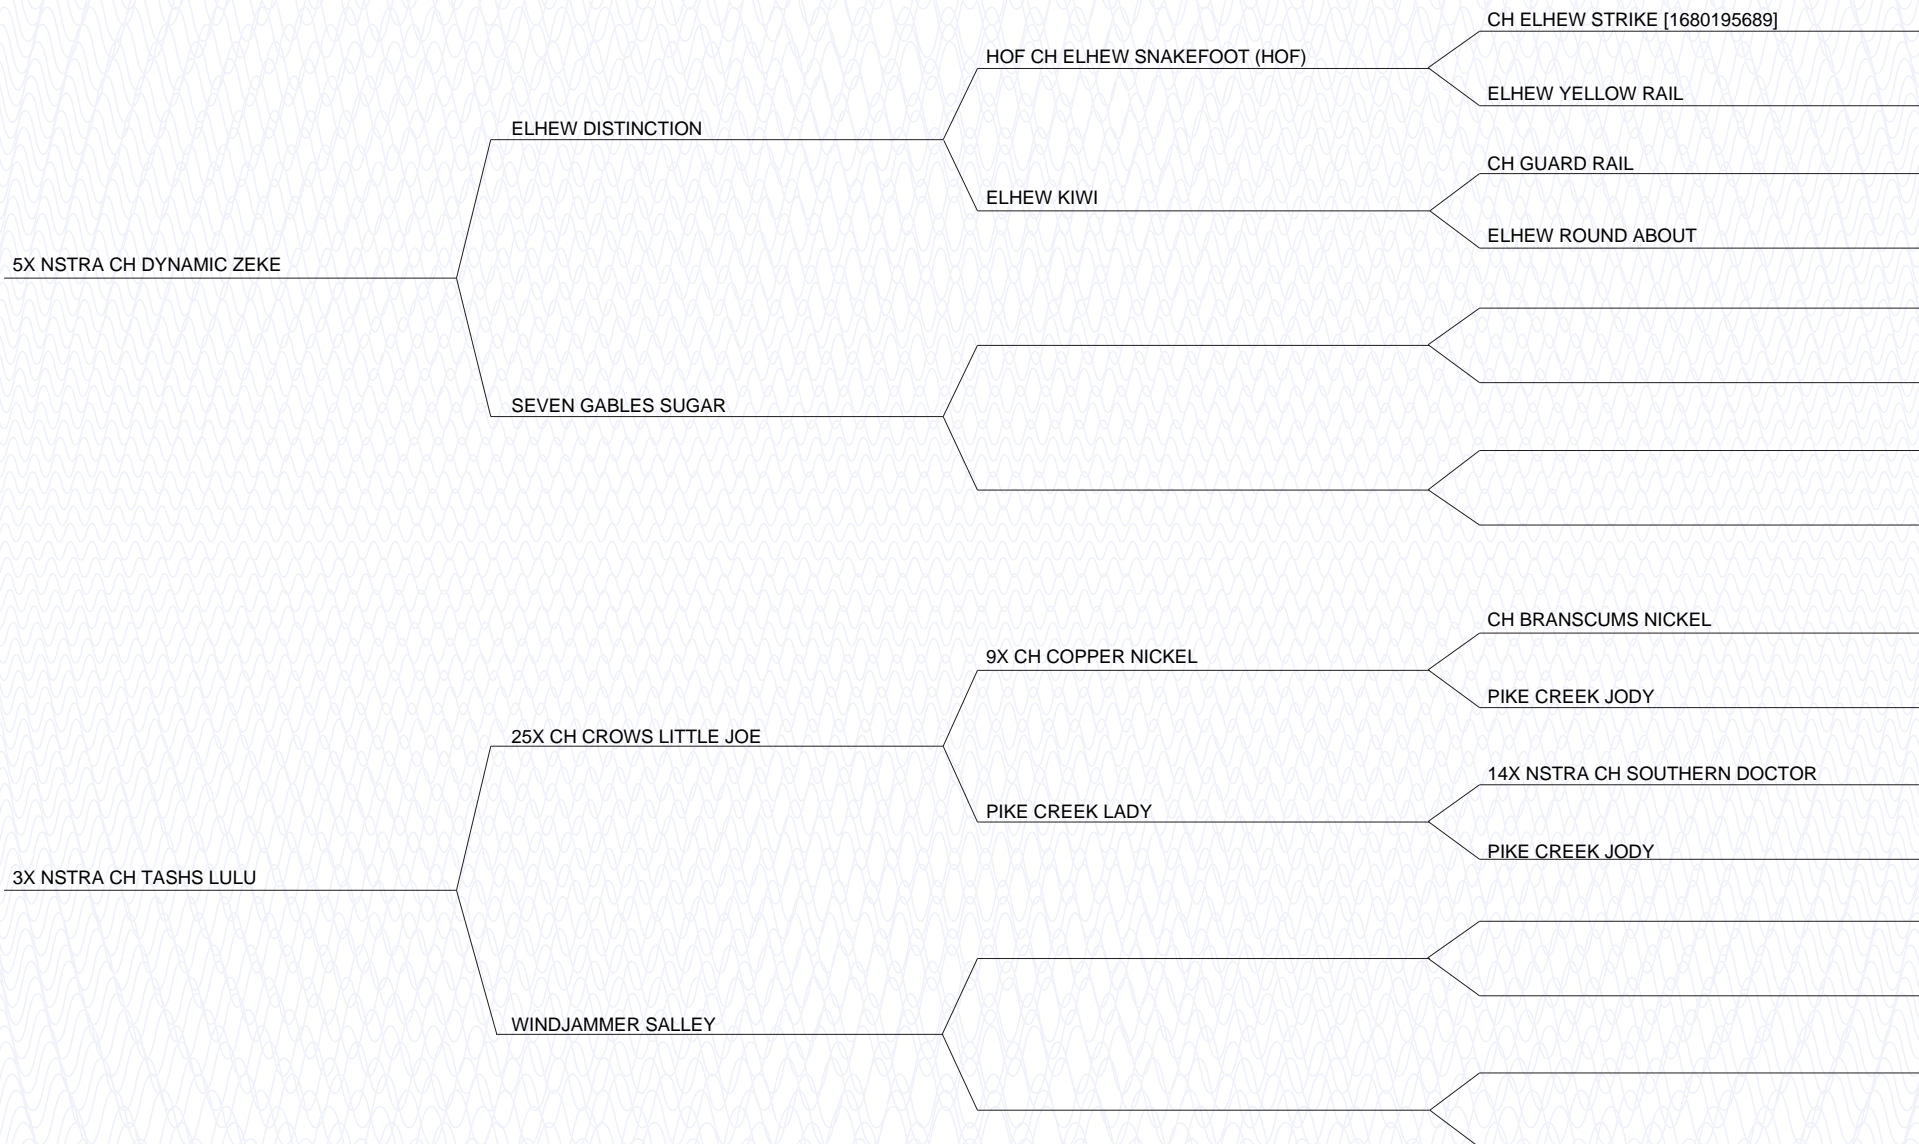 CH ELHEW STRIKE [1680195689]
HOF CH ELHEW SNAKEFOOT (HOF)
ELHEW YELLOW RAIL
ELHEW DISTINCTION
CH GUARD RAIL
ELHEW KIWI
ELHEW ROUND ABOUT
5X NSTRA CH DYNAMIC ZEKE
SEVEN GABLES SUGAR
CH BRANSCUMS NICKEL
9X CH COPPER NICKEL
PIKE CREEK JODY
25X CH CROWS LITTLE JOE
14X NSTRA CH SOUTHERN DOCTOR
PIKE CREEK LADY
PIKE CREEK JODY
3X NSTRA CH TASHS LULU
WINDJAMMER SALLEY